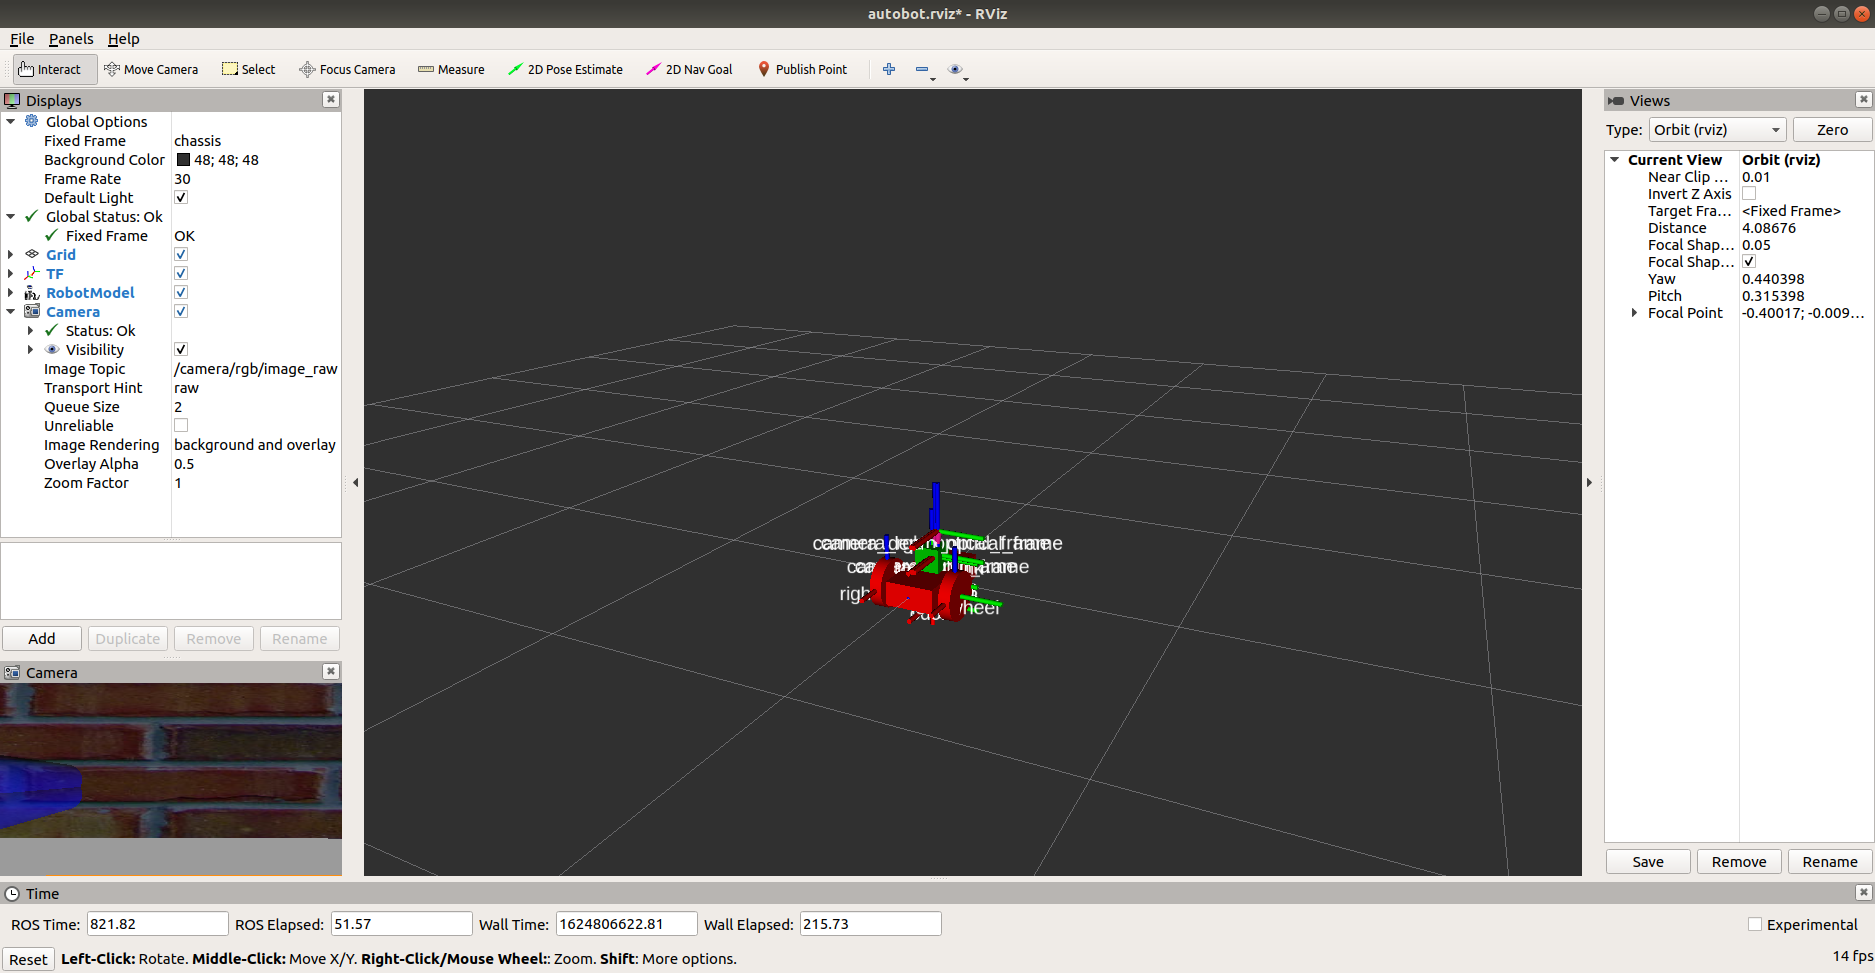 autobot.rviz* - RViz
File Panels Help
Interact Move Camera Select Focus Camera Measure 2D Pose Estimate 2D Nav Goal Publish Point
Displays
Global Options
Fixed Frame chassis
Background Color 48; 48; 48
Frame Rate 30
Default Light
Global Status: Ok
Fixed Frame OK
Grid
TF
RobotModel
Camera
Status: Ok
Visibility
Image Topic /camera/rgb/image_raw
Transport Hint raw
Queue Size 2
Unreliable
Image Rendering background and overlay
Overlay Alpha 0.5
Zoom Factor 1
Add Duplicate Remove Rename
Camera
Views
Type: Orbit (rviz) Zero
Current View Orbit (rviz)
Near Clip ... 0.01
Invert Z Axis
Target Fra... <Fixed Frame>
Distance 4.08676
Focal Shap... 0.05
Focal Shap...
Yaw 0.440398
Pitch 0.315398
Focal Point -0.40017; -0.009...
Save Remove Rename
Time
ROS Time: 821.82 ROS Elapsed: 51.57 Wall Time: 1624806622.81 Wall Elapsed: 215.73 Experimental
Reset Left-Click: Rotate. Middle-Click: Move X/Y. Right-Click/Mouse Wheel:: Zoom. Shift: More options. 14 fps